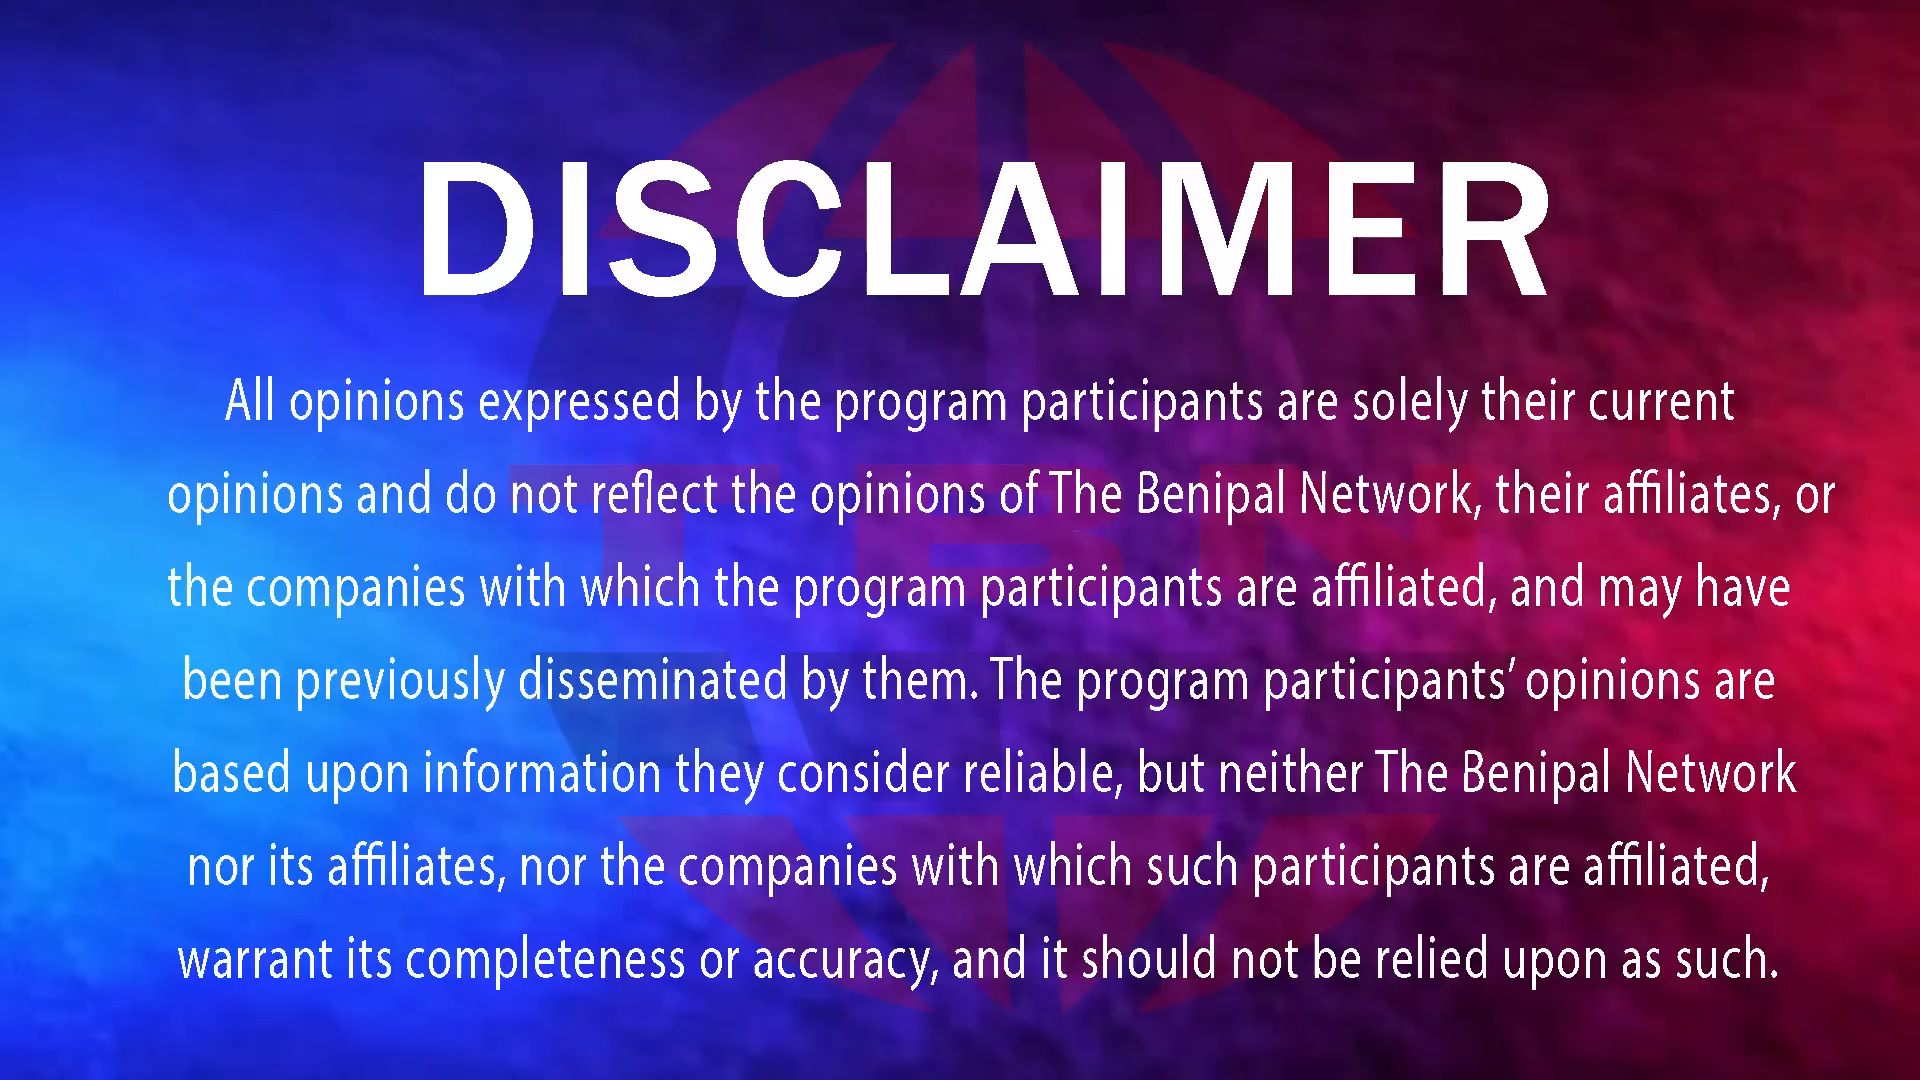 DISCLAIMER
All opinions expressed by the program participants are solely their current
opinions and do not reflect the opinions of The Benipal Network, their affiliates, or
the companies with which the program participants are affiliated, and may have
been previously disseminated by them. The program participants’ opinions are
based upon information they consider reliable, but neither The Benipal Network
nor its affiliates, nor the companies with which such participants are affiliated,
warrant its completeness or accuracy, and it should not be relied upon as such.
TBN